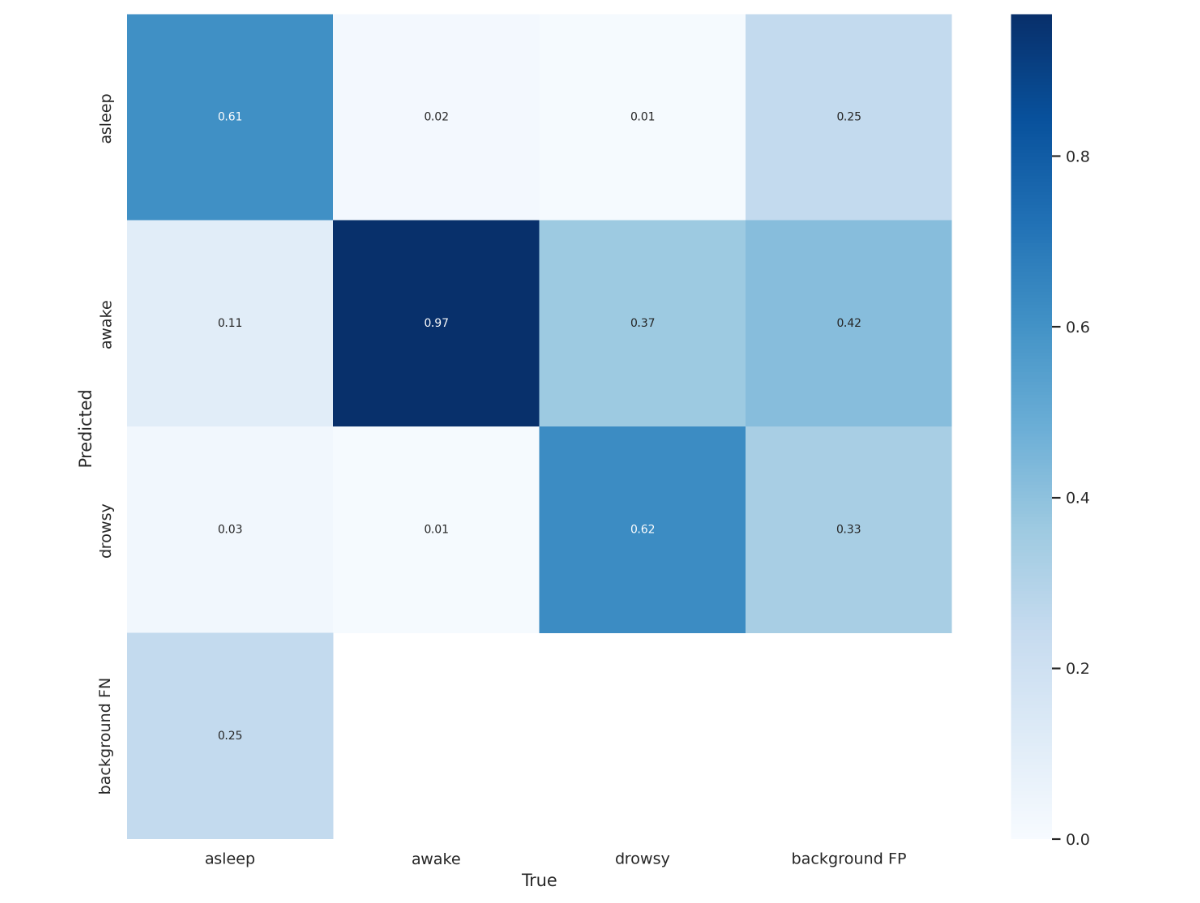 asleep
0.61
0.02
0.01
0.25
awake
0.11
0.97
0.37
0.42
drowsy
0.03
0.01
0.62
0.33
background FN
0.25
Predicted
asleep
awake
drowsy
background FP
True
0.8
0.6
0.4
0.2
0.0